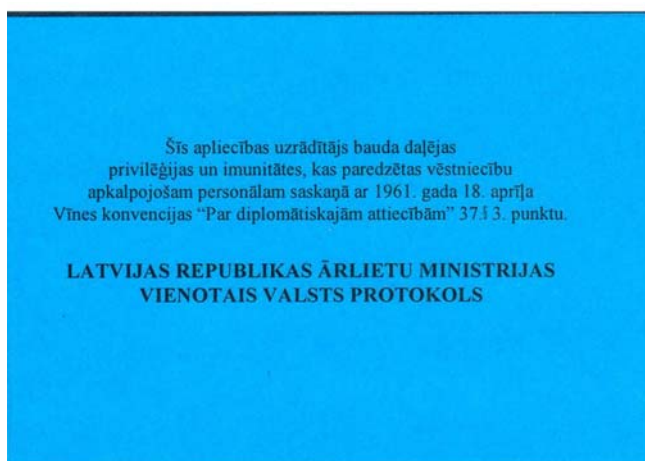 Šīs apliecības uzrādītājs bauda daļējas
privilēģijas un imunitātes, kas paredzētas vēstniecību
apkalpojošam personālam saskaņā ar 1961. gada 18. aprīļa
Vīnes konvencijas “Par diplomātiskajām attiecībām” 37.§ 3. punktu.
LATVIJAS REPUBLIKAS ĀRLIETU MINISTRIJAS
VIENOTAIS VALSTS PROTOKOLS